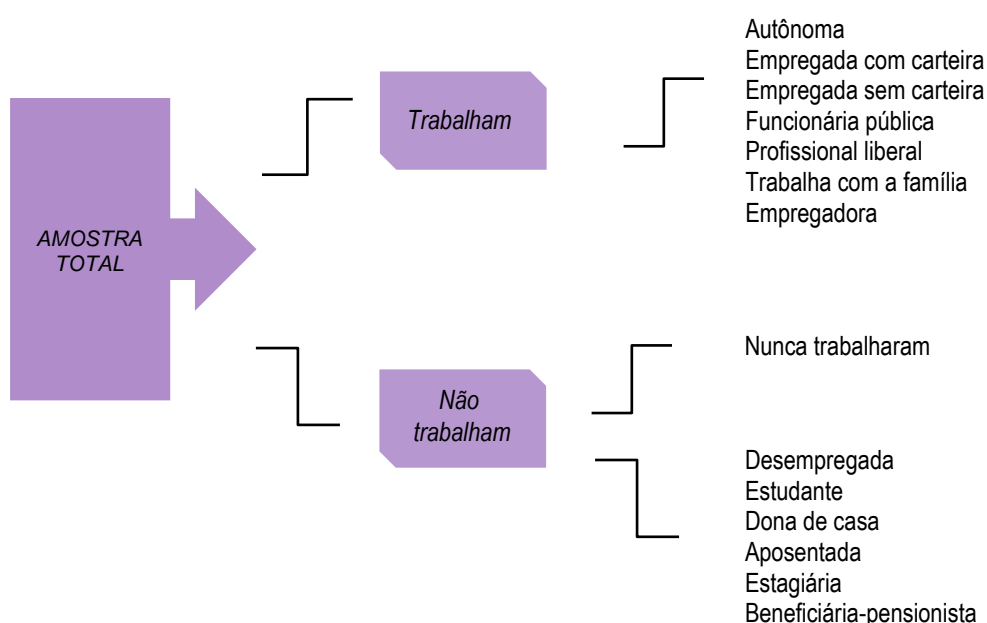 AMOSTRA
TOTAL
Trabalham
Autônoma
Empregada com carteira
Empregada sem carteira
Funcionária pública
Profissional liberal
Trabalha com a família
Empregadora
Não
trabalham
Nunca trabalharam
Desempregada
Estudante
Dona de casa
Aposentada
Estagiária
Beneficiária-pensionista